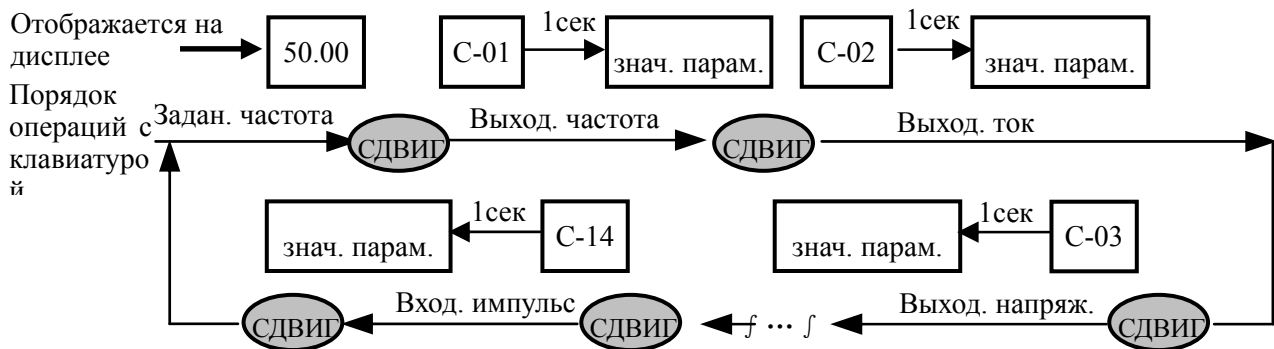 Отображается на
дисплее
50.00
С-01
1сек
знач. парам.
С-02
1сек
знач. парам.
Порядок
операций с
клавиатуро
й
Задан. частота
СДВИГ
Выход. частота
СДВИГ
Выход. ток
знач. парам.
1сек
С-14
знач. парам.
1сек
С-03
СДВИГ
Вход. импульс
СДВИГ
⨍ ... ∫
Выход. напряж.
СДВИГ